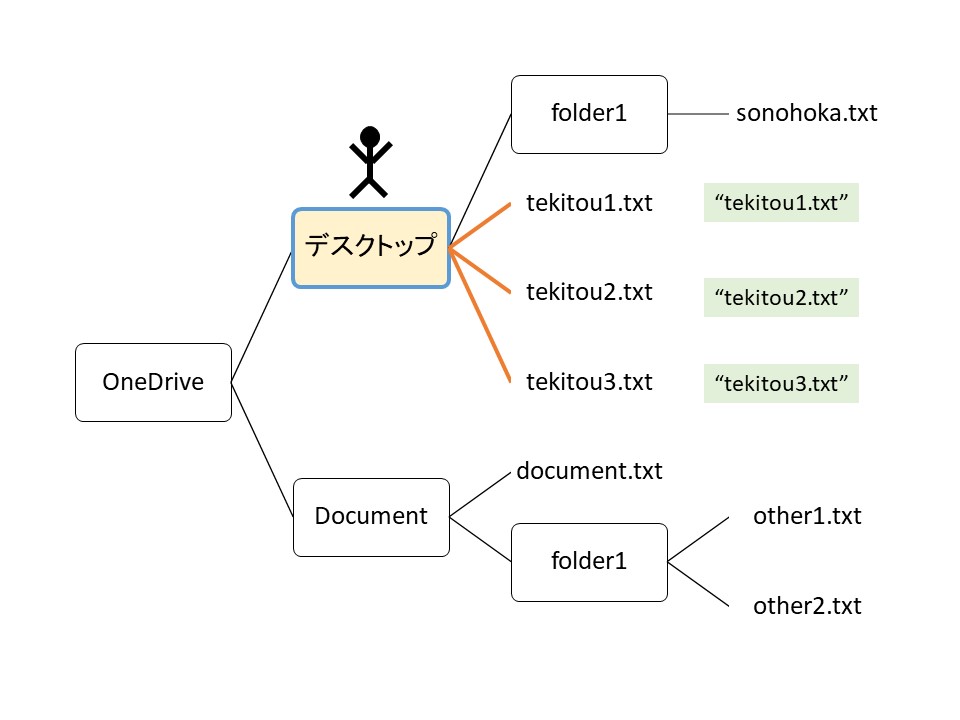 folder1
sonohoka.txt
tekitou1.txt
“tekitou1.txt”
デスクトップ
tekitou2.txt
“tekitou2.txt”
OneDrive
tekitou3.txt
“tekitou3.txt”
document.txt
Document
other1.txt
folder1
other2.txt